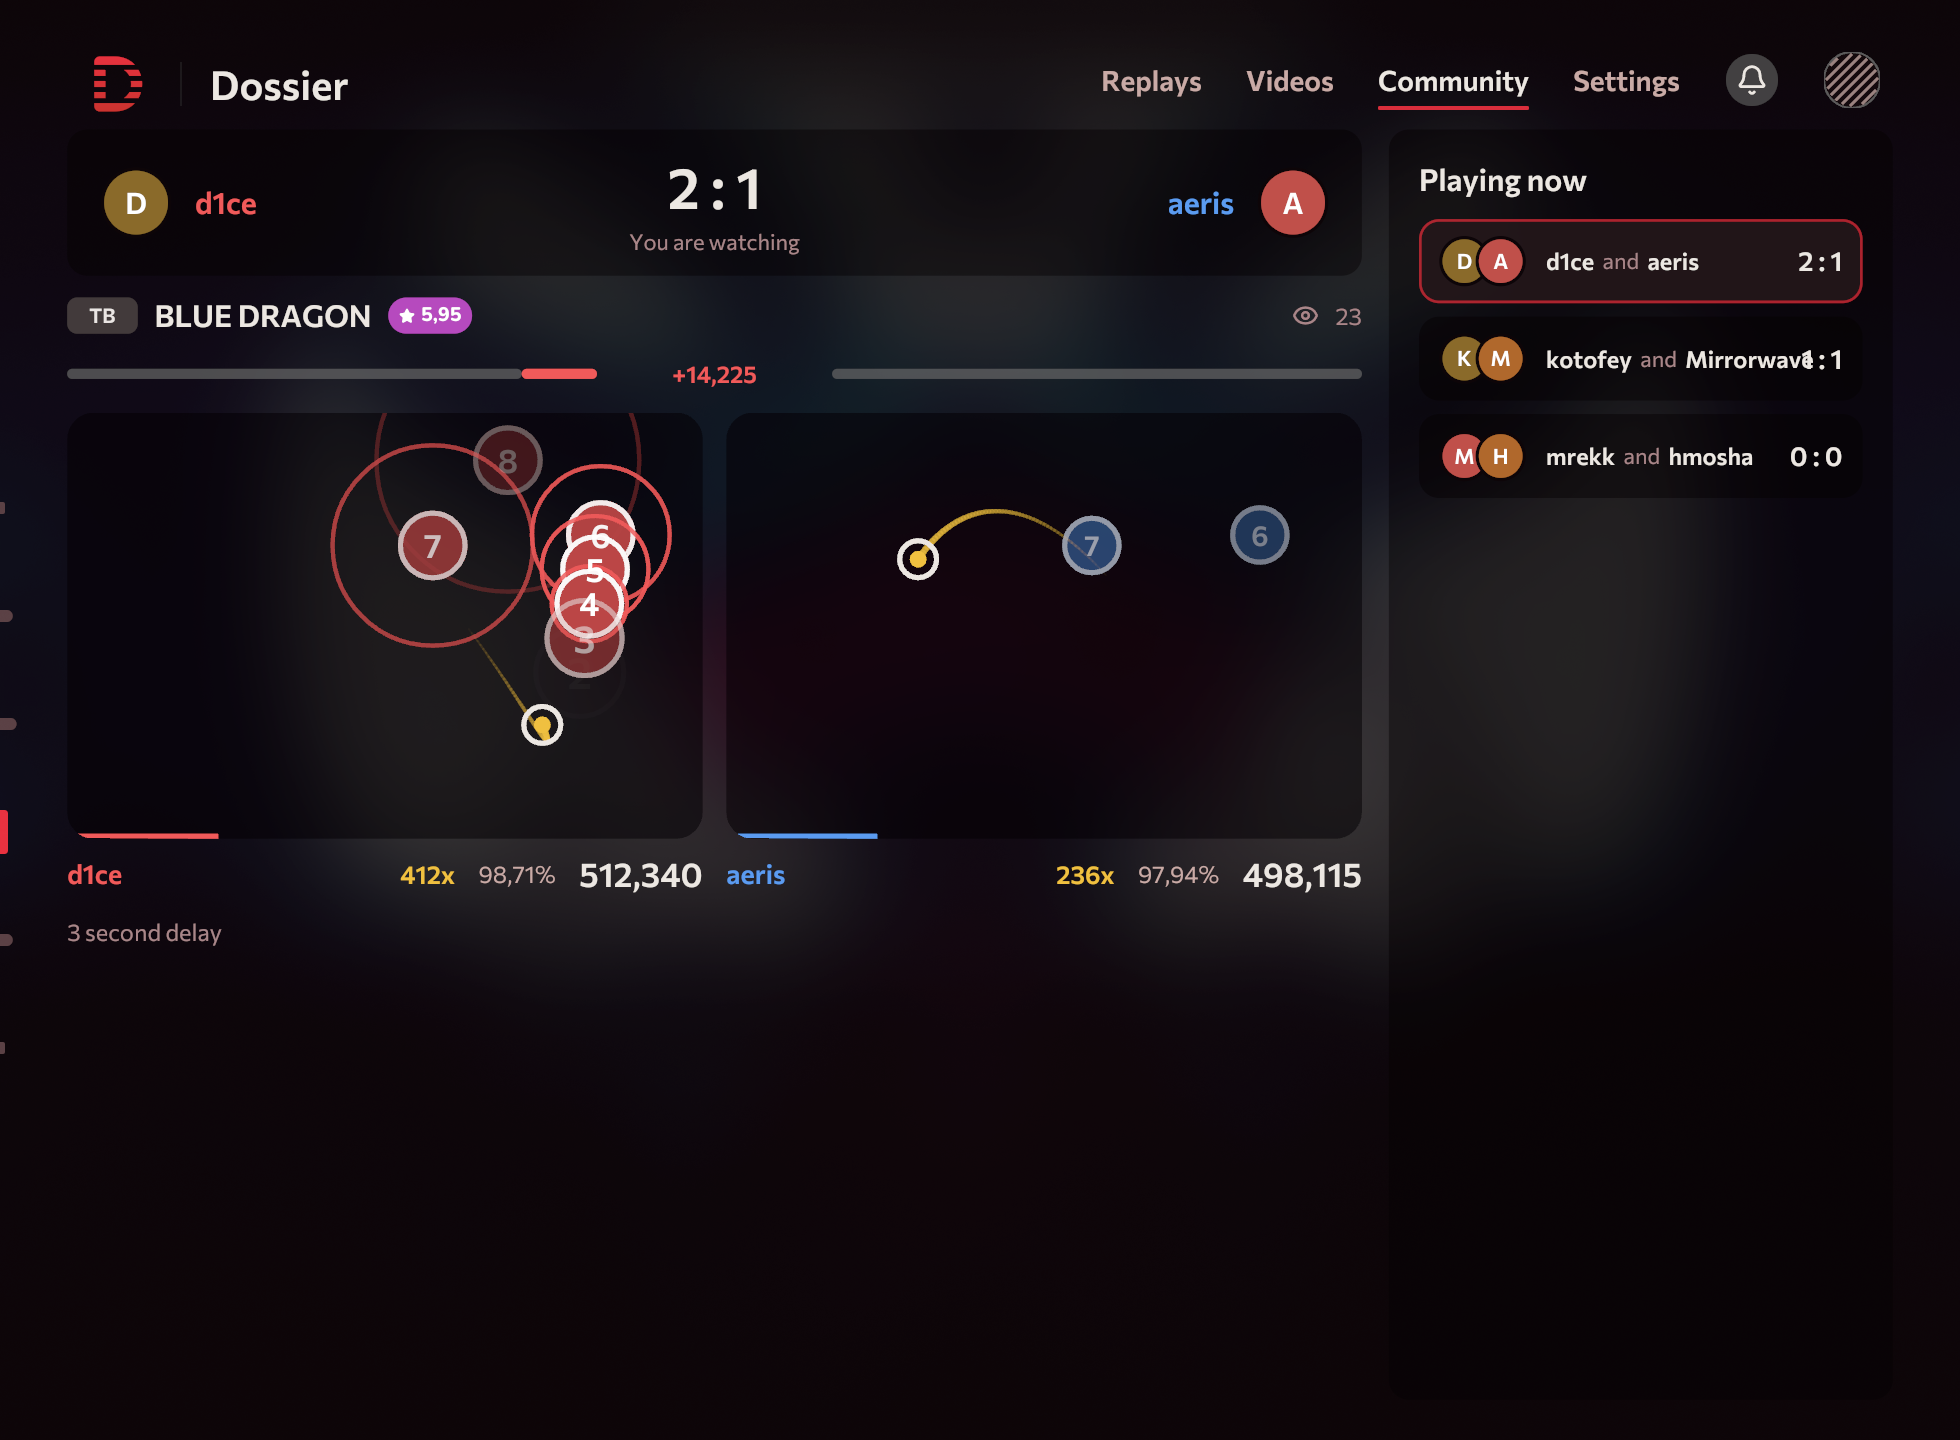 D Dossier
Replays Videos Community Settings
D d1ce 2 : 1 aeris A
You are watching
TB BLUE DRAGON ★ 5,95 23
+14,225
8
7
6
5
4
3
2
7
6
d1ce 412x 98,71% 512,340
aeris 236x 97,94% 498,115
3 second delay
Playing now
D A d1ce and aeris 2 : 1
K M kotofey and Mirrorwave 1 : 1
M H mrekk and hmosha 0 : 0